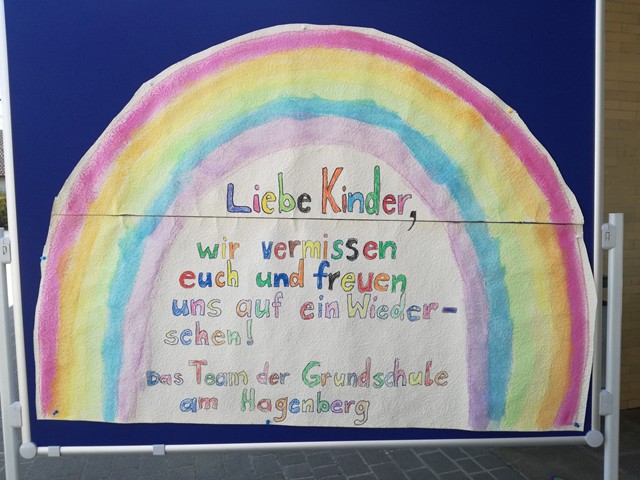 Liebe Kinder,
wir vermissen
euch und freuen
uns auf ein Wieder-
sehen!
Das Team der Grundschule
am Hagenberg